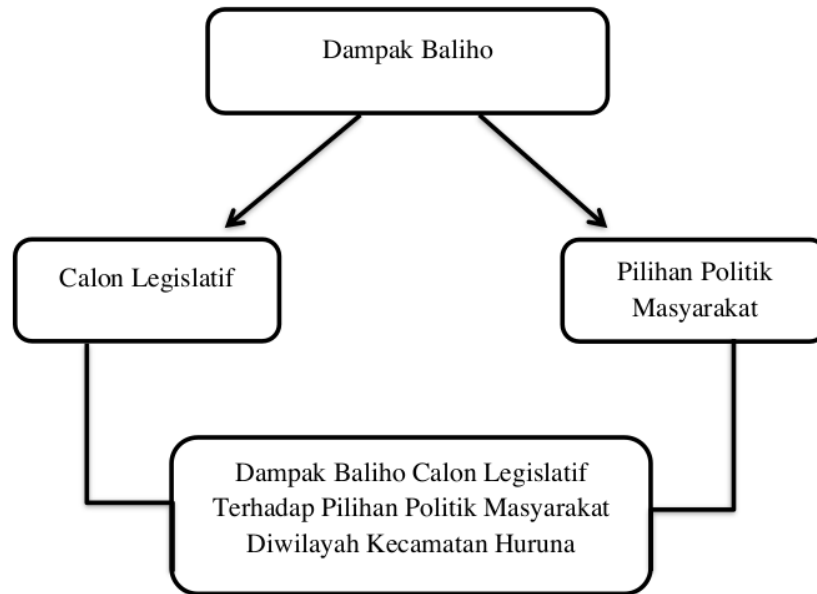 Dampak Baliho
Calon Legislatif
Pilihan Politik
Masyarakat
Dampak Baliho Calon Legislatif
Terhadap Pilihan Politik Masyarakat
Diwilayah Kecamatan Huruna